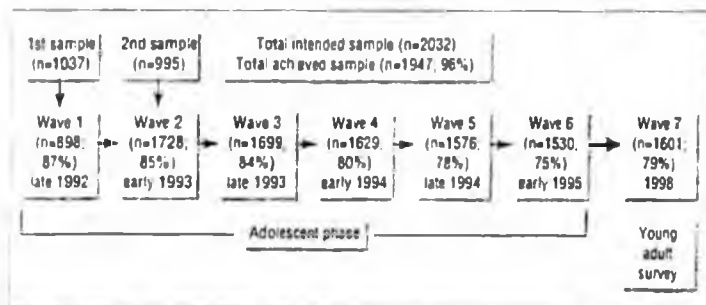 1st sample
(n=1037)
2nd sample
(n=995)
Total intended sample (n=2032)
Total achieved sample (n=1947, 96%)
Wave 1
(n=898;
87%)
late 1992
Wave 2
(n=1728;
85%)
early 1993
Wave 3
(n=1699;
84%)
late 1993
Wave 4
(n=1629;
80%)
early 1994
Wave 5
(n=1576;
78%)
late 1994
Wave 6
(n=1530,
75%)
early 1995
Wave 7
(n=1601;
79%)
1998
Adolescent phase
Young
adult
survey